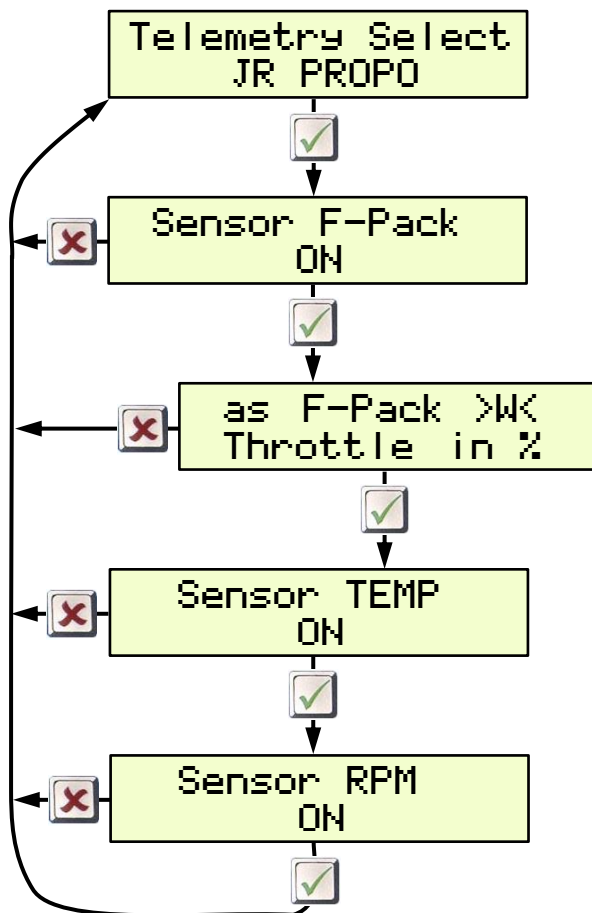 Telemetry Select
JR PROPO
Sensor F-Pack
ON
as F-Pack >W<
Throttle in %
Sensor TEMP
ON
Sensor RPM
ON